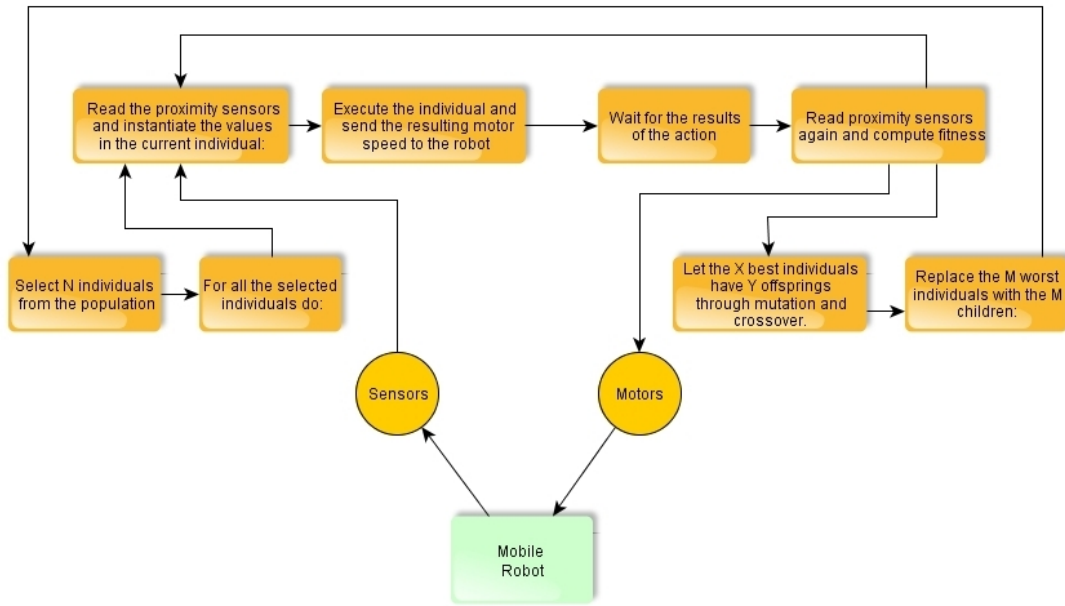 Read the proximity sensors
and instantiate the values
in the current individual:
Execute the individual and
send the resulting motor
speed to the robot
Wait for the results
of the action
Read proximity sensors
again and compute fitness
Select N individuals
from the population
For all the selected
individuals do:
Let the X best individuals
have Y offsprings
through mutation and
crossover.
Replace the M worst
individuals with the M
children:
Sensors
Motors
Mobile
Robot